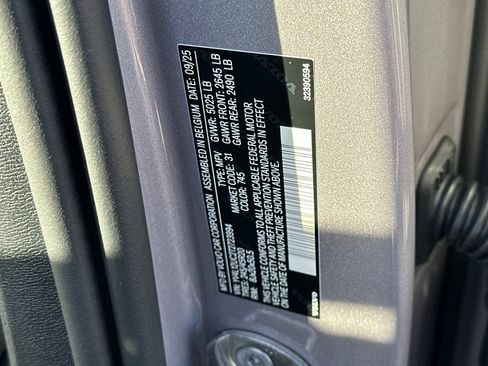 MFD BY VOLVO CAR CORPORATION ASSEMBLED IN BELGIUM DATE: 09/25
GVWR: 5025 LB
GAWR FRONT: 2645 LB
TYPE: MPV GAWR REAR: 2490 LB
MARKET CODE: 31
COLOR: 745
THIS VEHICLE CONFORMS TO ALL APPLICABLE FEDERAL MOTOR
VEHICLE SAFETY AND THEFT PREVENTION STANDARDS IN EFFECT
ON THE DATE OF MANUFACTURE SHOWN ABOVE.
VOLVO 32390594